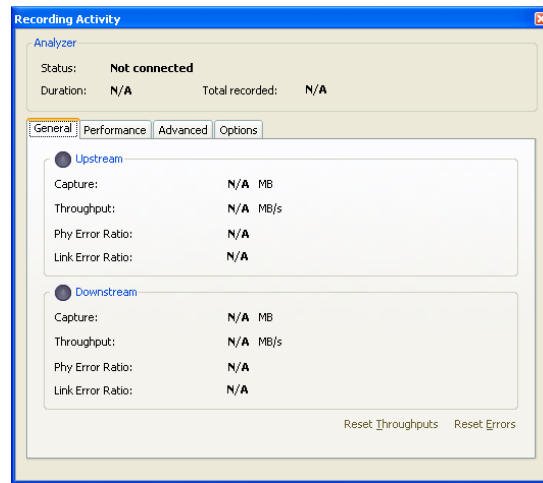 Recording Activity
Analyzer
Status: Not connected
Duration: N/A Total recorded: N/A
General Performance Advanced Options
Upstream
Capture: N/A MB
Throughput: N/A MB/s
Phy Error Ratio: N/A
Link Error Ratio: N/A
Downstream
Capture: N/A MB
Throughput: N/A MB/s
Phy Error Ratio: N/A
Link Error Ratio: N/A
Reset Throughputs Reset Errors